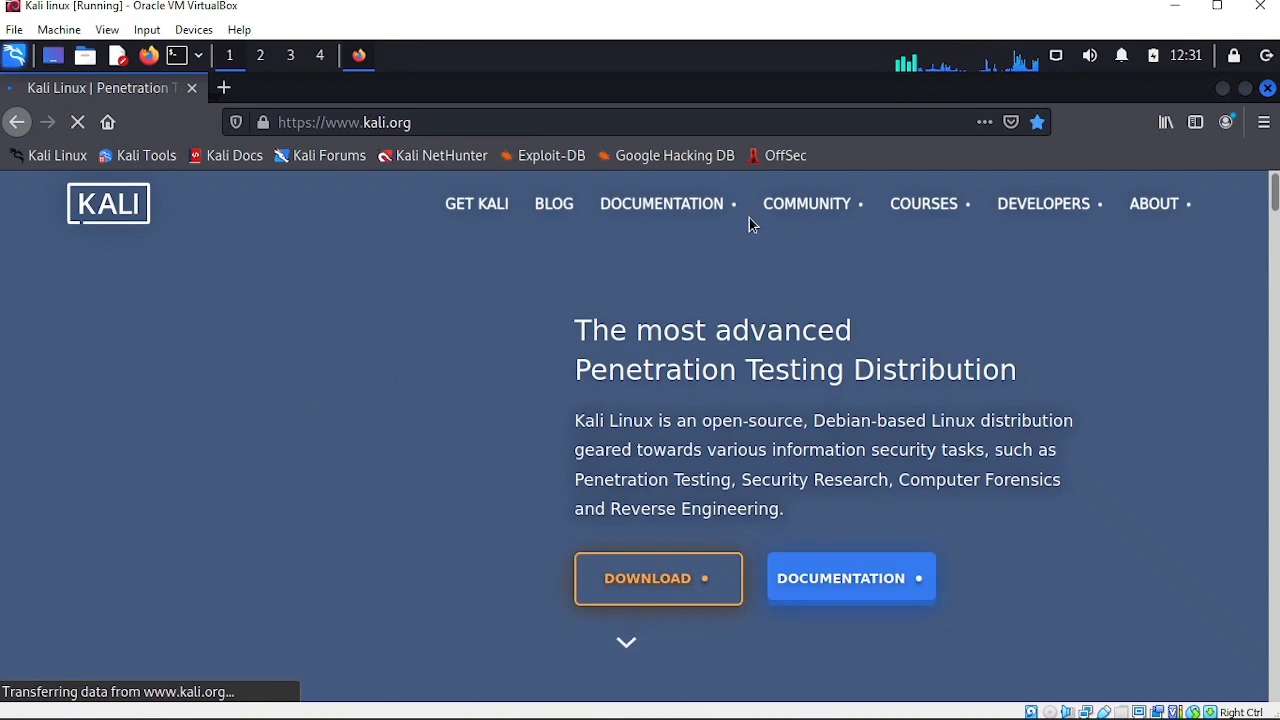 Kali linux [Running] - Oracle VM VirtualBox
File Machine View Input Devices Help
1 2 3 4 12:31
Kali Linux | Penetration T
https://www.kali.org
Kali Linux Kali Tools Kali Docs Kali Forums Kali NetHunter Exploit-DB Google Hacking DB OffSec
KALI GET KALI BLOG DOCUMENTATION • COMMUNITY • COURSES • DEVELOPERS • ABOUT •
The most advanced
Penetration Testing Distribution
Kali Linux is an open-source, Debian-based Linux distribution
geared towards various information security tasks, such as
Penetration Testing, Security Research, Computer Forensics
and Reverse Engineering.
DOWNLOAD • DOCUMENTATION •
Transferring data from www.kali.org...
Right Ctrl